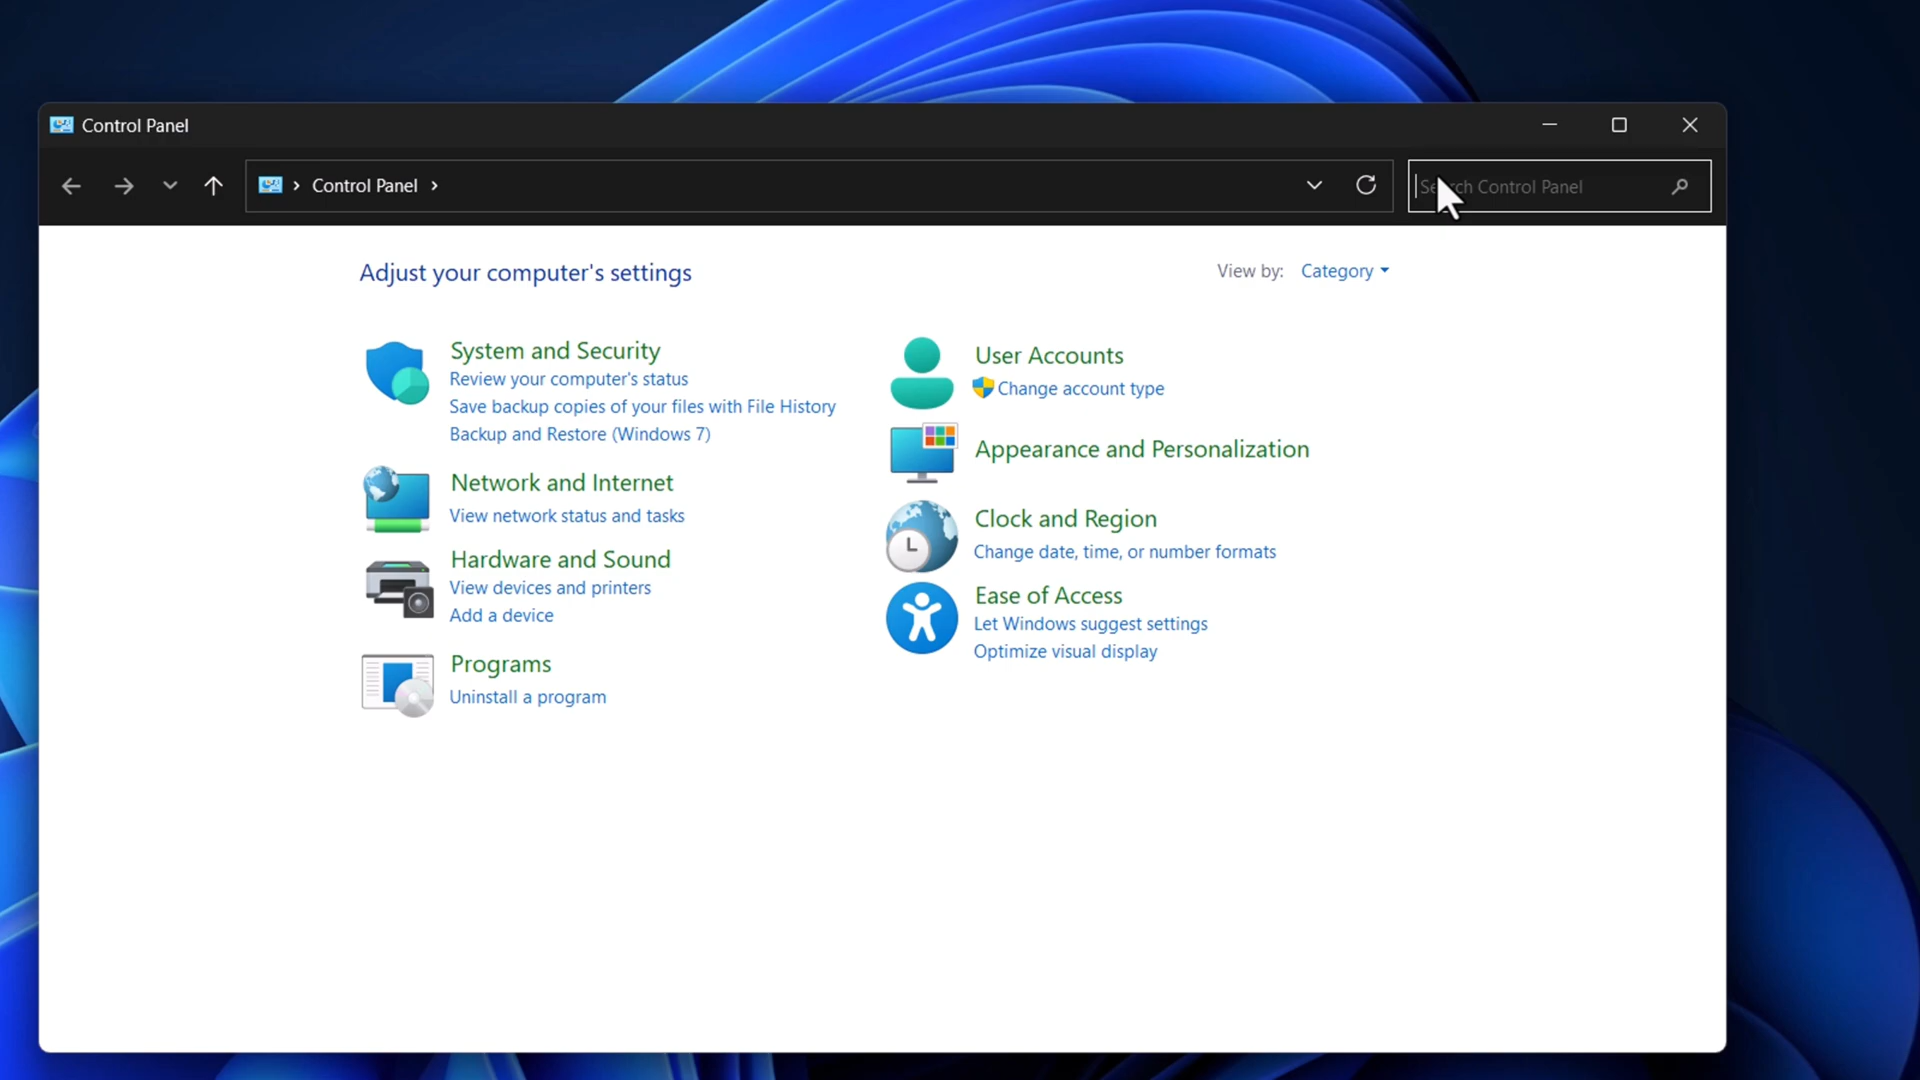 Control Panel
Control Panel
Search Control Panel
Adjust your computer's settings
View by: Category
System and Security
Review your computer's status
Save backup copies of your files with File History
Backup and Restore (Windows 7)
Network and Internet
View network status and tasks
Hardware and Sound
View devices and printers
Add a device
Programs
Uninstall a program
User Accounts
Change account type
Appearance and Personalization
Clock and Region
Change date, time, or number formats
Ease of Access
Let Windows suggest settings
Optimize visual display